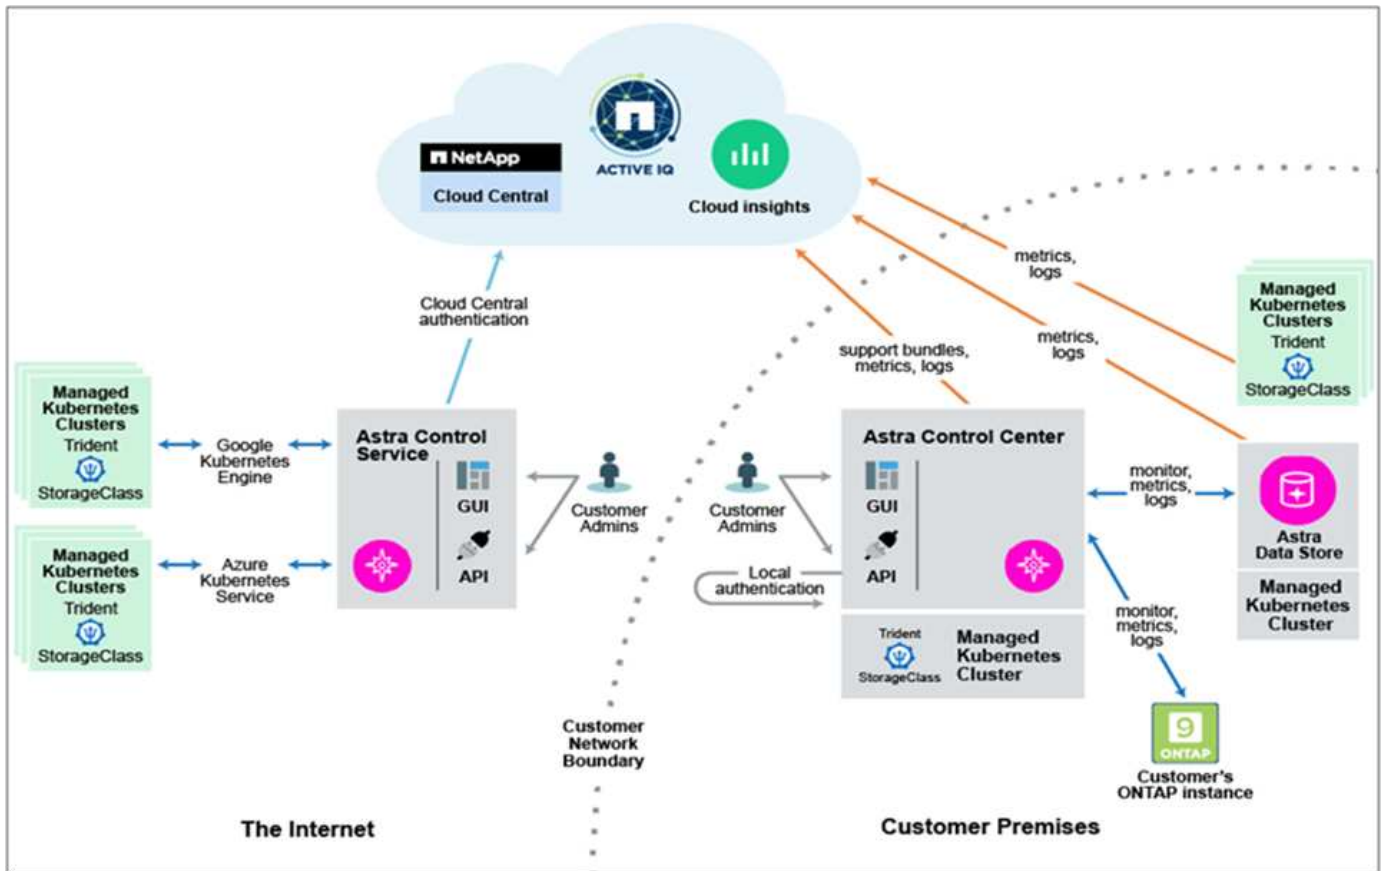 NetApp
Cloud Central
ACTIVE IQ
Cloud insights
Cloud Central
authentication
support bundles,
metrics, logs
metrics,
logs
metrics,
logs
Managed
Kubernetes
Clusters
Trident
StorageClass
Managed
Kubernetes
Clusters
Trident
StorageClass
Google
Kubernetes
Engine
Managed
Kubernetes
Clusters
Trident
StorageClass
Azure
Kubernetes
Service
Astra Control
Service
GUI
API
Customer
Admins
Customer
Admins
Local
authentication
Astra Control Center
GUI
API
Trident
StorageClass
Managed
Kubernetes
Cluster
monitor,
metrics,
logs
Astra
Data Store
Managed
Kubernetes
Cluster
monitor,
metrics,
logs
9
ONTAP
Customer's
ONTAP instance
Customer
Network
Boundary
The Internet
Customer Premises